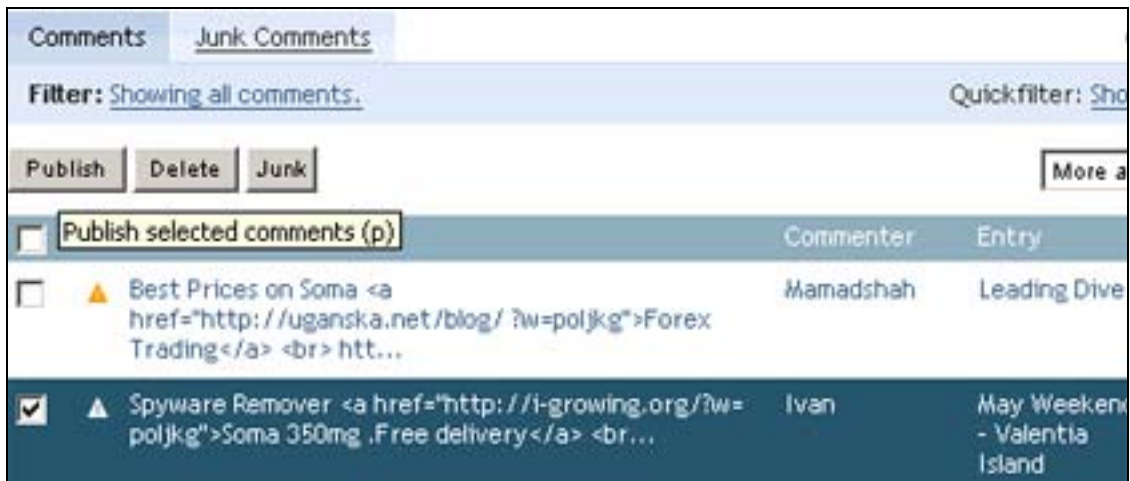 Comments Junk Comments
Filter: Showing all comments. Quickfilter: Sho
Publish Delete Junk More a
Publish selected comments (p) Commenter Entry
Best Prices on Soma <a Mamadshah Leading Dive
href="http://uganska.net/blog/ ?w=poljkg">Forex
Trading</a> <br> htt...
Spyware Remover <a href="http://i-growing.org/?w= Ivan May Weekend
poljkg">Soma 350mg .Free delivery</a> <br... - Valentia
Island